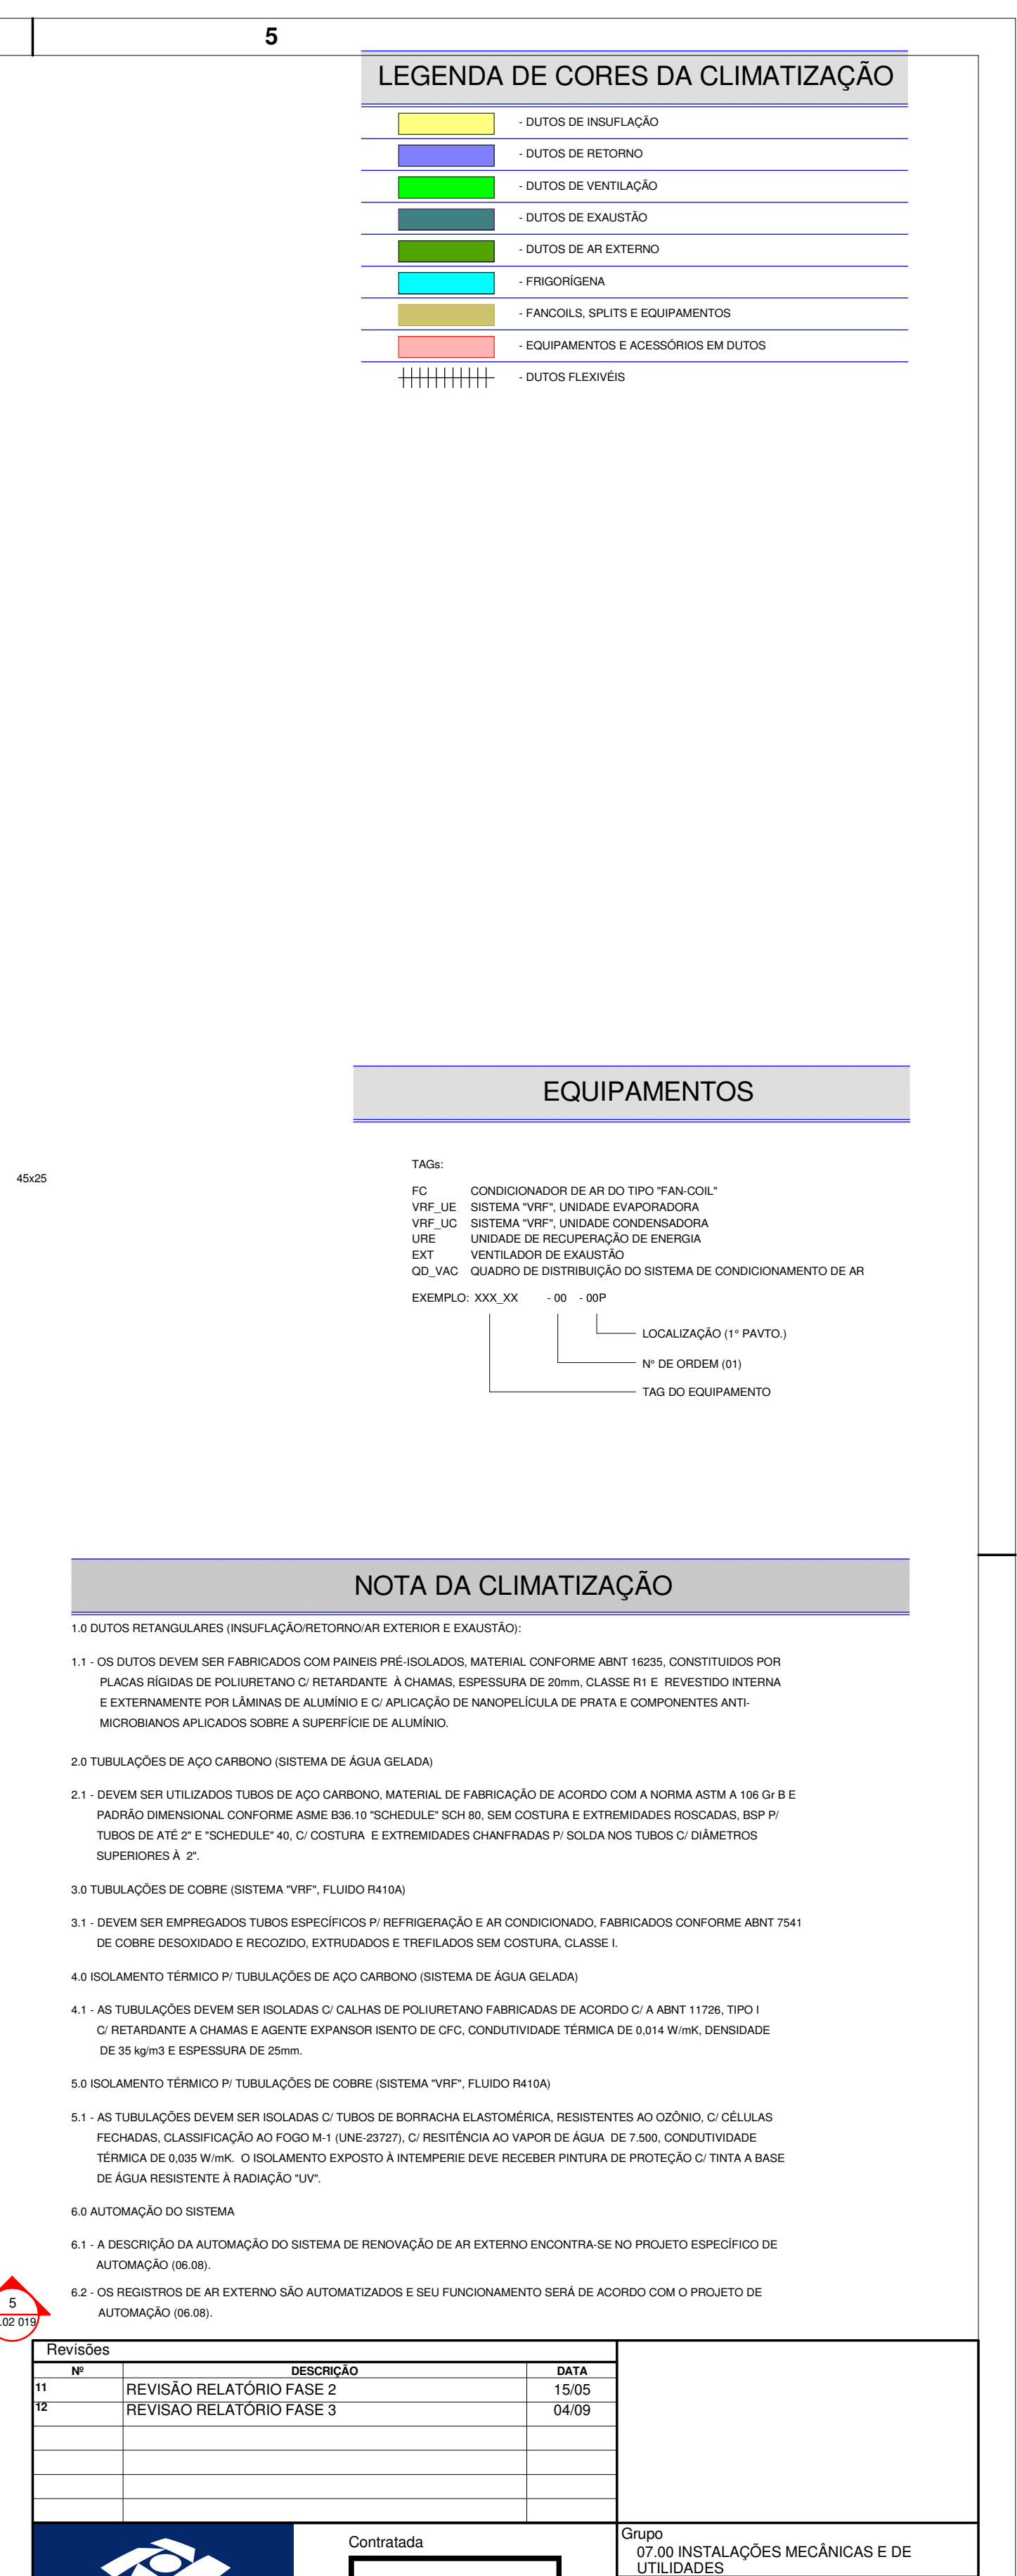 5
LEGENDA DE CORES DA CLIMATIZAÇÃO
- DUTOS DE INSUFLAÇÃO
- DUTOS DE RETORNO
- DUTOS DE VENTILAÇÃO
- DUTOS DE EXAUSTÃO
- DUTOS DE AR EXTERNO
- FRIGORÍGENA
- FANCOILS, SPLITS E EQUIPAMENTOS
- EQUIPAMENTOS E ACESSÓRIOS EM DUTOS
- DUTOS FLEXIVÉIS
EQUIPAMENTOS
45x25
TAGs:
FC CONDICIONADOR DE AR DO TIPO "FAN-COIL"
VRF_UE SISTEMA "VRF", UNIDADE EVAPORADORA
VRF_UC SISTEMA "VRF", UNIDADE CONDENSADORA
URE UNIDADE DE RECUPERAÇÃO DE ENERGIA
EXT VENTILADOR DE EXAUSTÃO
QD_VAC QUADRO DE DISTRIBUIÇÃO DO SISTEMA DE CONDICIONAMENTO DE AR
EXEMPLO: XXX_XX - 00 - 00P
LOCALIZAÇÃO (1° PAVTO.)
N° DE ORDEM (01)
TAG DO EQUIPAMENTO
NOTA DA CLIMATIZAÇÃO
1.0 DUTOS RETANGULARES (INSUFLAÇÃO/RETORNO/AR EXTERIOR E EXAUSTÃO):
1.1 - OS DUTOS DEVEM SER FABRICADOS COM PAINEIS PRÉ-ISOLADOS, MATERIAL CONFORME ABNT 16235, CONSTITUIDOS POR
PLACAS RÍGIDAS DE POLIURETANO C/ RETARDANTE À CHAMAS, ESPESSURA DE 20mm, CLASSE R1 E REVESTIDO INTERNA
E EXTERNAMENTE POR LÂMINAS DE ALUMÍNIO E C/ APLICAÇÃO DE NANOPELÍCULA DE PRATA E COMPONENTES ANTI-
MICROBIANOS APLICADOS SOBRE A SUPERFÍCIE DE ALUMÍNIO.
2.0 TUBULAÇÕES DE AÇO CARBONO (SISTEMA DE ÁGUA GELADA)
2.1 - DEVEM SER UTILIZADOS TUBOS DE AÇO CARBONO, MATERIAL DE FABRICAÇÃO DE ACORDO COM A NORMA ASTM A 106 Gr B E
PADRÃO DIMENSIONAL CONFORME ASME B36.10 "SCHEDULE" SCH 80, SEM COSTURA E EXTREMIDADES ROSCADAS, BSP P/
TUBOS DE ATÉ 2" E "SCHEDULE" 40, C/ COSTURA E EXTREMIDADES CHANFRADAS P/ SOLDA NOS TUBOS C/ DIÂMETROS
SUPERIORES À 2".
3.0 TUBULAÇÕES DE COBRE (SISTEMA "VRF", FLUIDO R410A)
3.1 - DEVEM SER EMPREGADOS TUBOS ESPECÍFICOS P/ REFRIGERAÇÃO E AR CONDICIONADO, FABRICADOS CONFORME ABNT 7541
DE COBRE DESOXIDADO E RECOZIDO, EXTRUDADOS E TREFILADOS SEM COSTURA, CLASSE I.
4.0 ISOLAMENTO TÉRMICO P/ TUBULAÇÕES DE AÇO CARBONO (SISTEMA DE ÁGUA GELADA)
4.1 - AS TUBULAÇÕES DEVEM SER ISOLADAS C/ CALHAS DE POLIURETANO FABRICADAS DE ACORDO C/ A ABNT 11726, TIPO I
C/ RETARDANTE A CHAMAS E AGENTE EXPANSOR ISENTO DE CFC, CONDUTIVIDADE TÉRMICA DE 0,014 W/mK, DENSIDADE
DE 35 kg/m3 E ESPESSURA DE 25mm.
5.0 ISOLAMENTO TÉRMICO P/ TUBULAÇÕES DE COBRE (SISTEMA "VRF", FLUIDO R410A)
5.1 - AS TUBULAÇÕES DEVEM SER ISOLADAS C/ TUBOS DE BORRACHA ELASTOMÉRICA, RESISTENTES AO OZÔNIO, C/ CÉLULAS
FECHADAS, CLASSIFICAÇÃO AO FOGO M-1 (UNE-23727), C/ RESITÊNCIA AO VAPOR DE ÁGUA DE 7.500, CONDUTIVIDADE
TÉRMICA DE 0,035 W/mK. O ISOLAMENTO EXPOSTO À INTEMPERIE DEVE RECEBER PINTURA DE PROTEÇÃO C/ TINTA A BASE
DE ÁGUA RESISTENTE À RADIAÇÃO "UV".
6.0 AUTOMAÇÃO DO SISTEMA
6.1 - A DESCRIÇÃO DA AUTOMAÇÃO DO SISTEMA DE RENOVAÇÃO DE AR EXTERNO ENCONTRA-SE NO PROJETO ESPECÍFICO DE
AUTOMAÇÃO (06.08).
6.2 - OS REGISTROS DE AR EXTERNO SÃO AUTOMATIZADOS E SEU FUNCIONAMENTO SERÁ DE ACORDO COM O PROJETO DE
AUTOMAÇÃO (06.08).
5
.02 019
Revisões
Nº DESCRIÇÃO DATA
11 REVISÃO RELATÓRIO FASE 2 15/05
12 REVISAO RELATÓRIO FASE 3 04/09
Contratada
Grupo
07.00 INSTALAÇÕES MECÂNICAS E DE
UTILIDADES